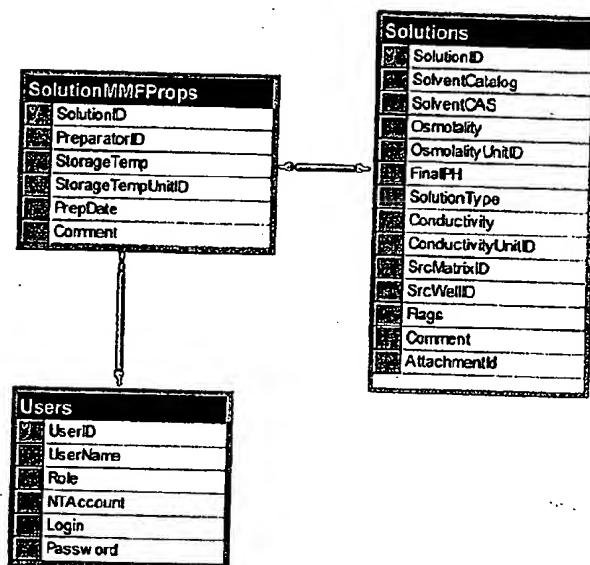 Solutions
SolutionID
SolventCatalog
SolventCAS
Osmolality
OsmolalityUnitID
FinalPH
SolutionType
Conductivity
ConductivityUnitID
SrcMatrixID
SrcWellID
Flags
Comment
AttachmentId
SolutionMMFProps
SolutionID
PreparatorID
StorageTemp
StorageTempUnitID
PrepDate
Comment
Users
UserID
UserName
Role
NTAccount
Login
Password